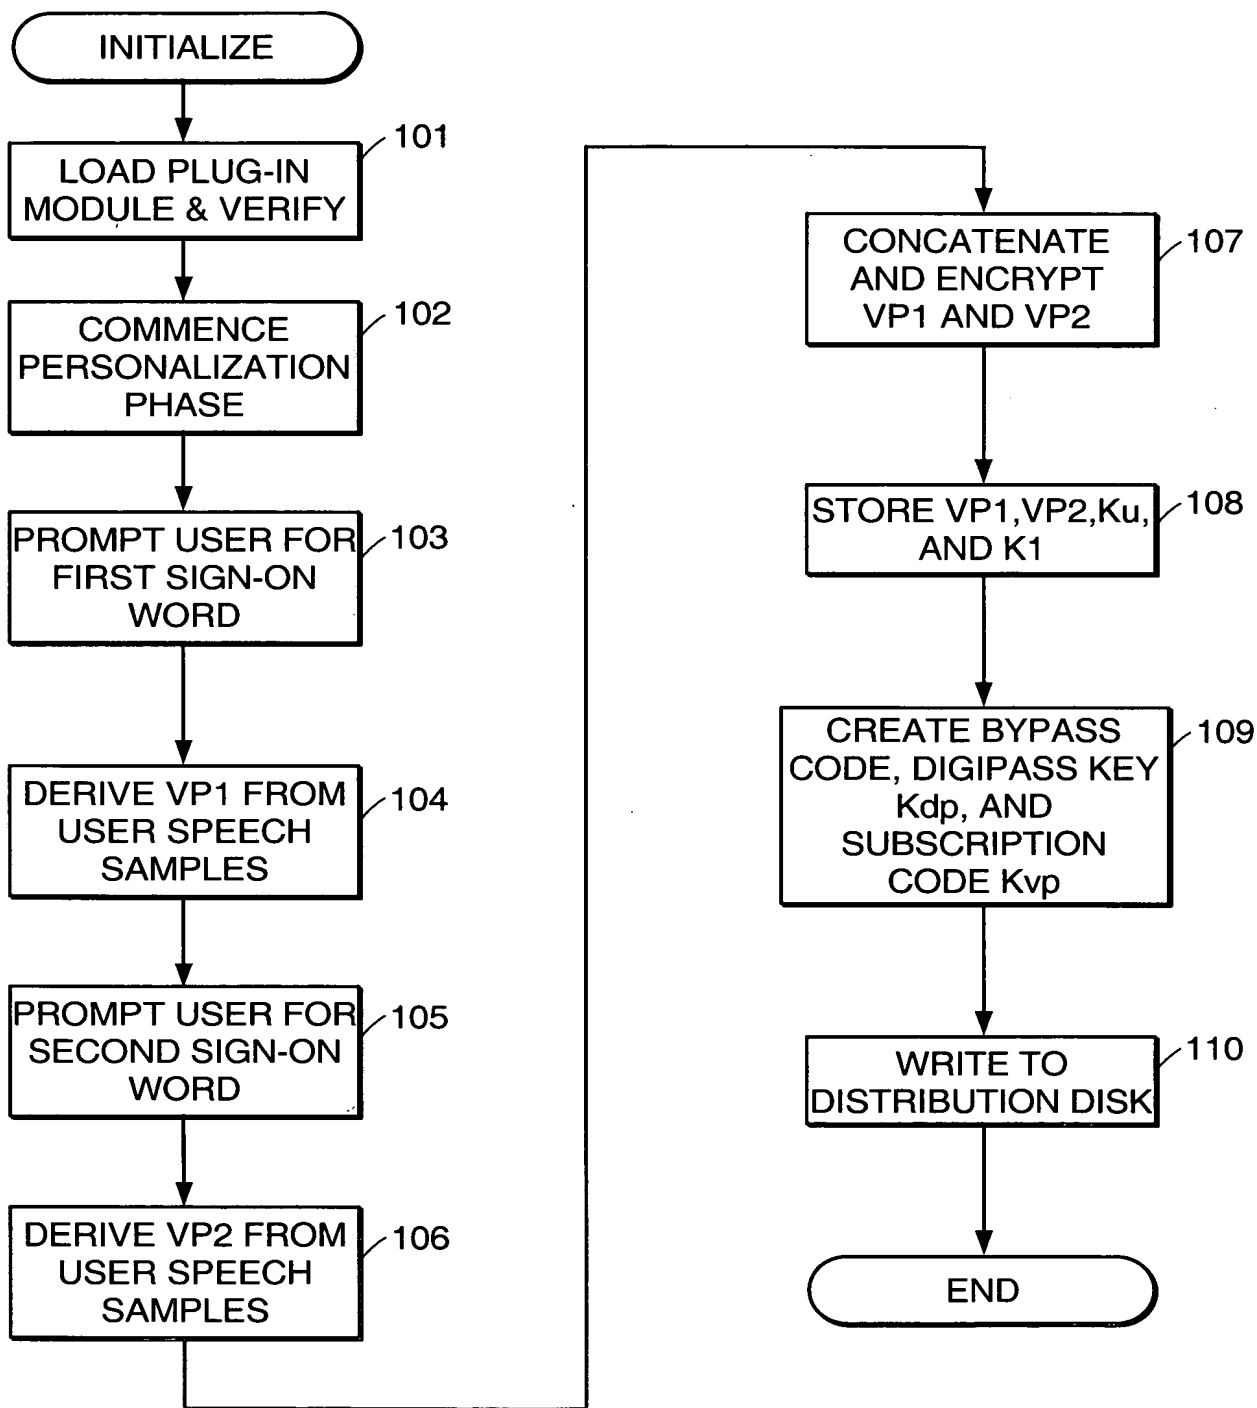 INITIALIZE
LOAD PLUG-IN
MODULE & VERIFY
101
COMMENCE
PERSONALIZATION
PHASE
102
PROMPT USER FOR
FIRST SIGN-ON
WORD
103
DERIVE VP1 FROM
USER SPEECH
SAMPLES
104
PROMPT USER FOR
SECOND SIGN-ON
WORD
105
DERIVE VP2 FROM
USER SPEECH
SAMPLES
106
CONCATENATE
AND ENCRYPT
VP1 AND VP2
107
STORE VP1,VP2,Ku,
AND K1
108
CREATE BYPASS
CODE, DIGIPASS KEY
Kdp, AND
SUBSCRIPTION
CODE Kvp
109
WRITE TO
DISTRIBUTION DISK
110
END